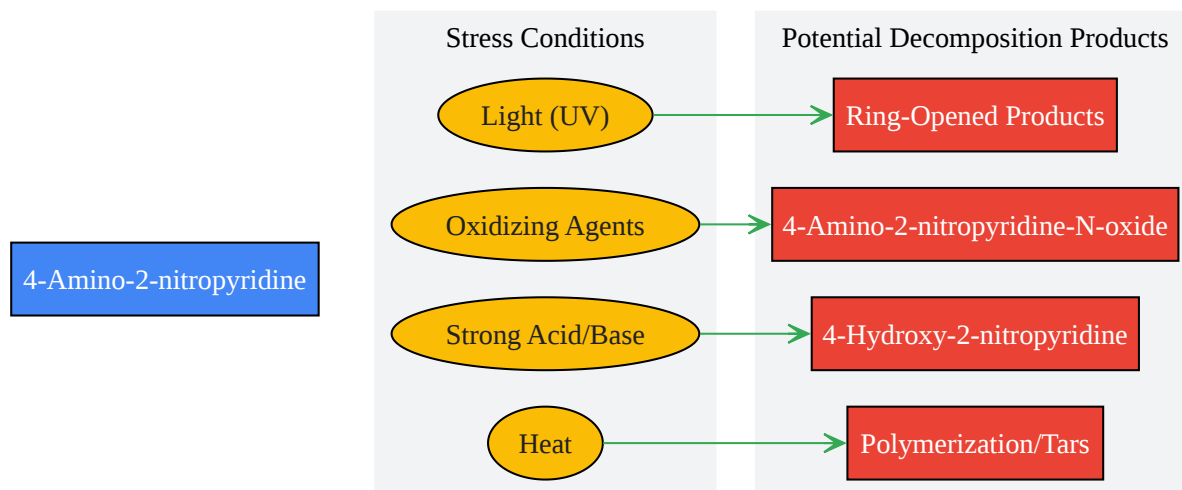 Stress Conditions
Potential Decomposition Products
Light (UV)
Ring-Opened Products
Oxidizing Agents
4-Amino-2-nitropyridine-N-oxide
4-Amino-2-nitropyridine
Strong Acid/Base
4-Hydroxy-2-nitropyridine
Heat
Polymerization/Tars